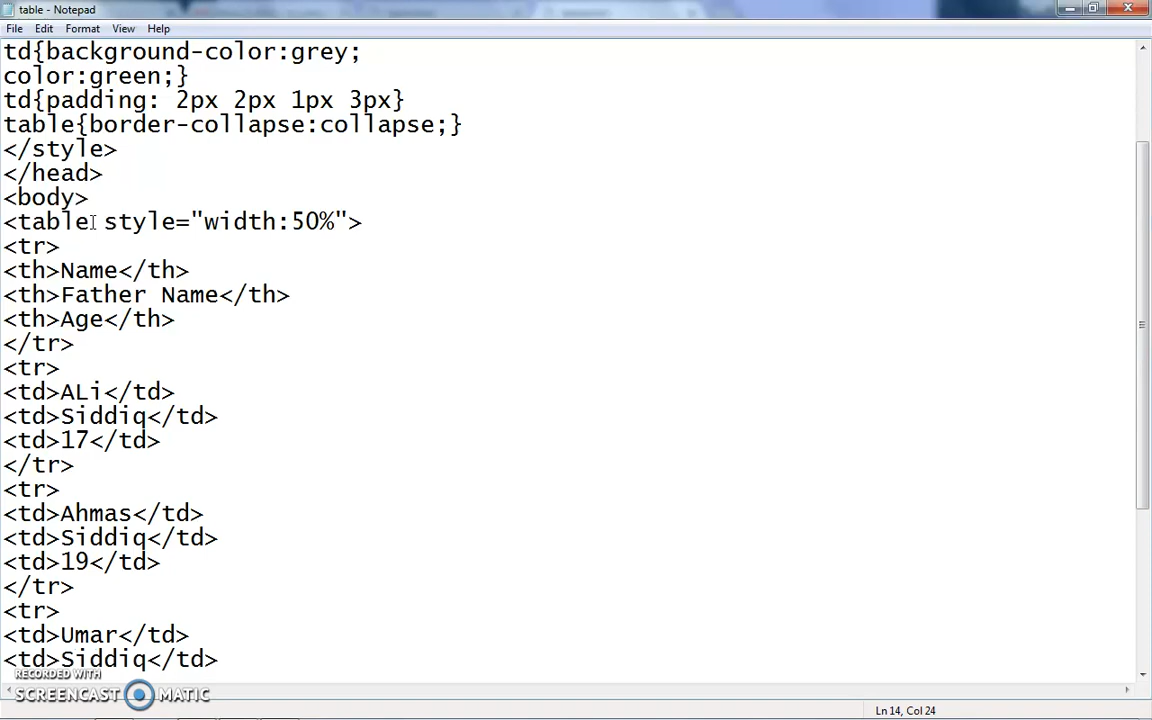 table - Notepad
File Edit Format View Help
td{background-color:grey;
color:green;}
td{padding: 2px 2px 1px 3px}
table{border-collapse:collapse;}
</style>
</head>
<body>
<table style="width:50%">
<tr>
<th>Name</th>
<th>Father Name</th>
<th>Age</th>
</tr>
<tr>
<td>ALi</td>
<td>Siddiq</td>
<td>17</td>
</tr>
<tr>
<td>Ahmas</td>
<td>Siddiq</td>
<td>19</td>
</tr>
<tr>
<td>Umar</td>
<td>Siddiq</td>
RECORDED WITH
SCREENCAST MATIC
Ln 14, Col 24